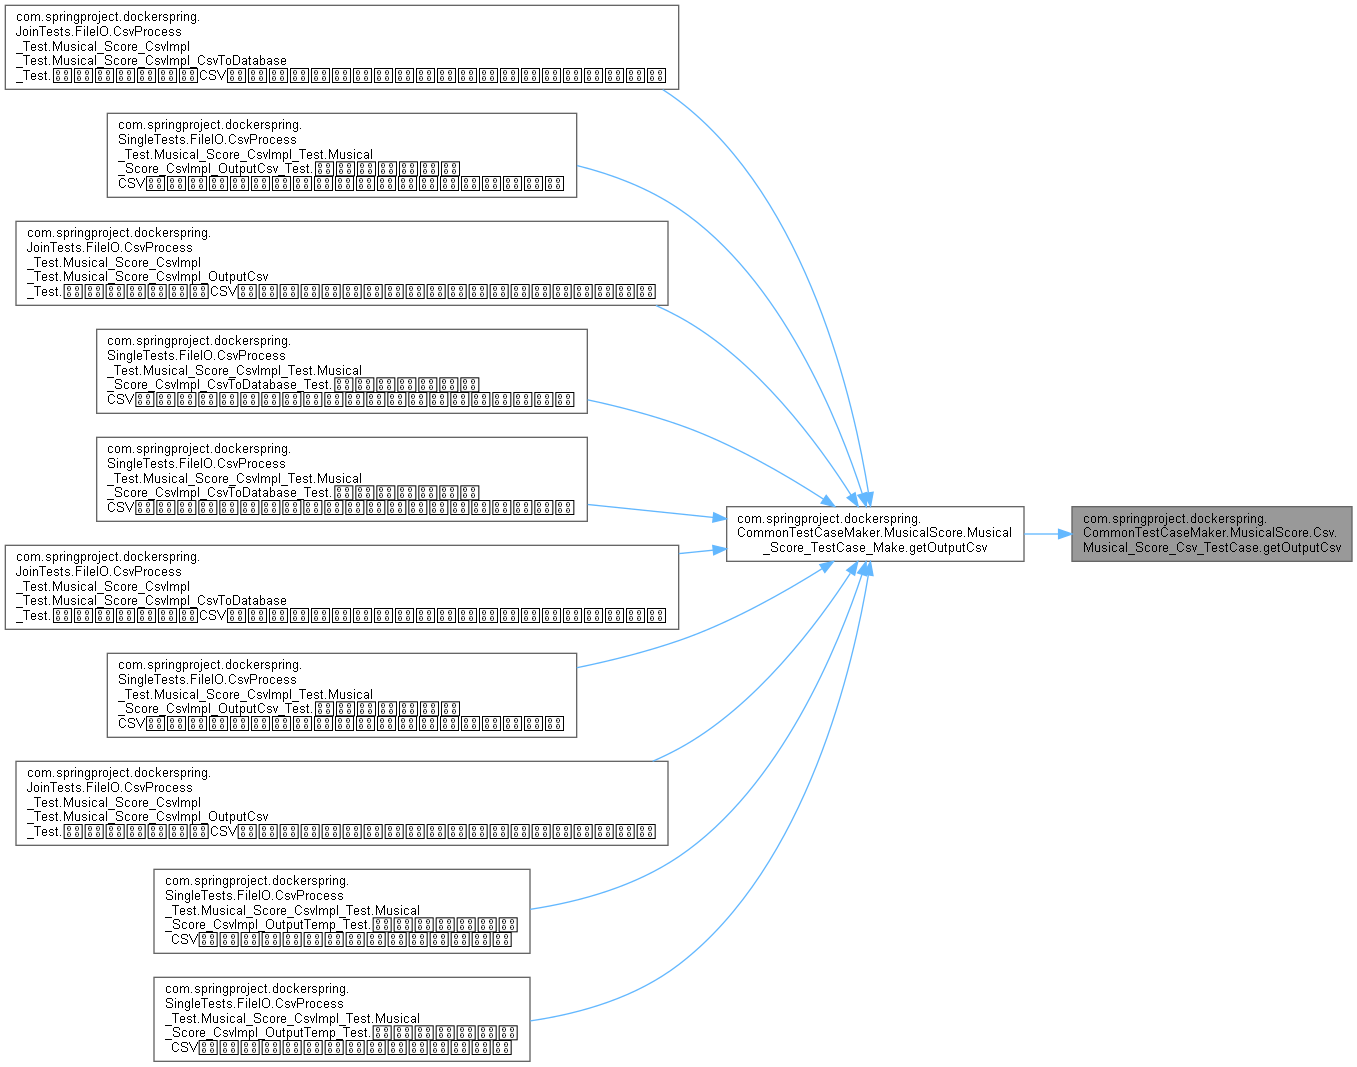 com.springproject.dockerspring.
JoinTests.FileIO.CsvProcess
_Test.Musical_Score_CsvImpl
_Test.Musical_Score_CsvImpl_CsvToDatabase
_Test. CSV
com.springproject.dockerspring.
SingleTests.FileIO.CsvProcess
_Test.Musical_Score_CsvImpl_Test.Musical
_Score_CsvImpl_OutputCsv_Test.
CSV
com.springproject.dockerspring.
JoinTests.FileIO.CsvProcess
_Test.Musical_Score_CsvImpl
_Test.Musical_Score_CsvImpl_OutputCsv
_Test. CSV
com.springproject.dockerspring.
SingleTests.FileIO.CsvProcess
_Test.Musical_Score_CsvImpl_Test.Musical
_Score_CsvImpl_CsvToDatabase_Test.
CSV
com.springproject.dockerspring.
SingleTests.FileIO.CsvProcess
_Test.Musical_Score_CsvImpl_Test.Musical
_Score_CsvImpl_CsvToDatabase_Test.
CSV
com.springproject.dockerspring.
JoinTests.FileIO.CsvProcess
_Test.Musical_Score_CsvImpl
_Test.Musical_Score_CsvImpl_CsvToDatabase
_Test. CSV
com.springproject.dockerspring.
SingleTests.FileIO.CsvProcess
_Test.Musical_Score_CsvImpl_Test.Musical
_Score_CsvImpl_OutputCsv_Test.
CSV
com.springproject.dockerspring.
JoinTests.FileIO.CsvProcess
_Test.Musical_Score_CsvImpl
_Test.Musical_Score_CsvImpl_OutputCsv
_Test. CSV
com.springproject.dockerspring.
SingleTests.FileIO.CsvProcess
_Test.Musical_Score_CsvImpl_Test.Musical
_Score_CsvImpl_OutputTemp_Test.
CSV
com.springproject.dockerspring.
SingleTests.FileIO.CsvProcess
_Test.Musical_Score_CsvImpl_Test.Musical
_Score_CsvImpl_OutputTemp_Test.
CSV
com.springproject.dockerspring.
CommonTestCaseMaker.MusicalScore.Musical
_Score_TestCase_Make.getOutputCsv
com.springproject.dockerspring.
CommonTestCaseMaker.MusicalScore.Csv.
Musical_Score_Csv_TestCase.getOutputCsv